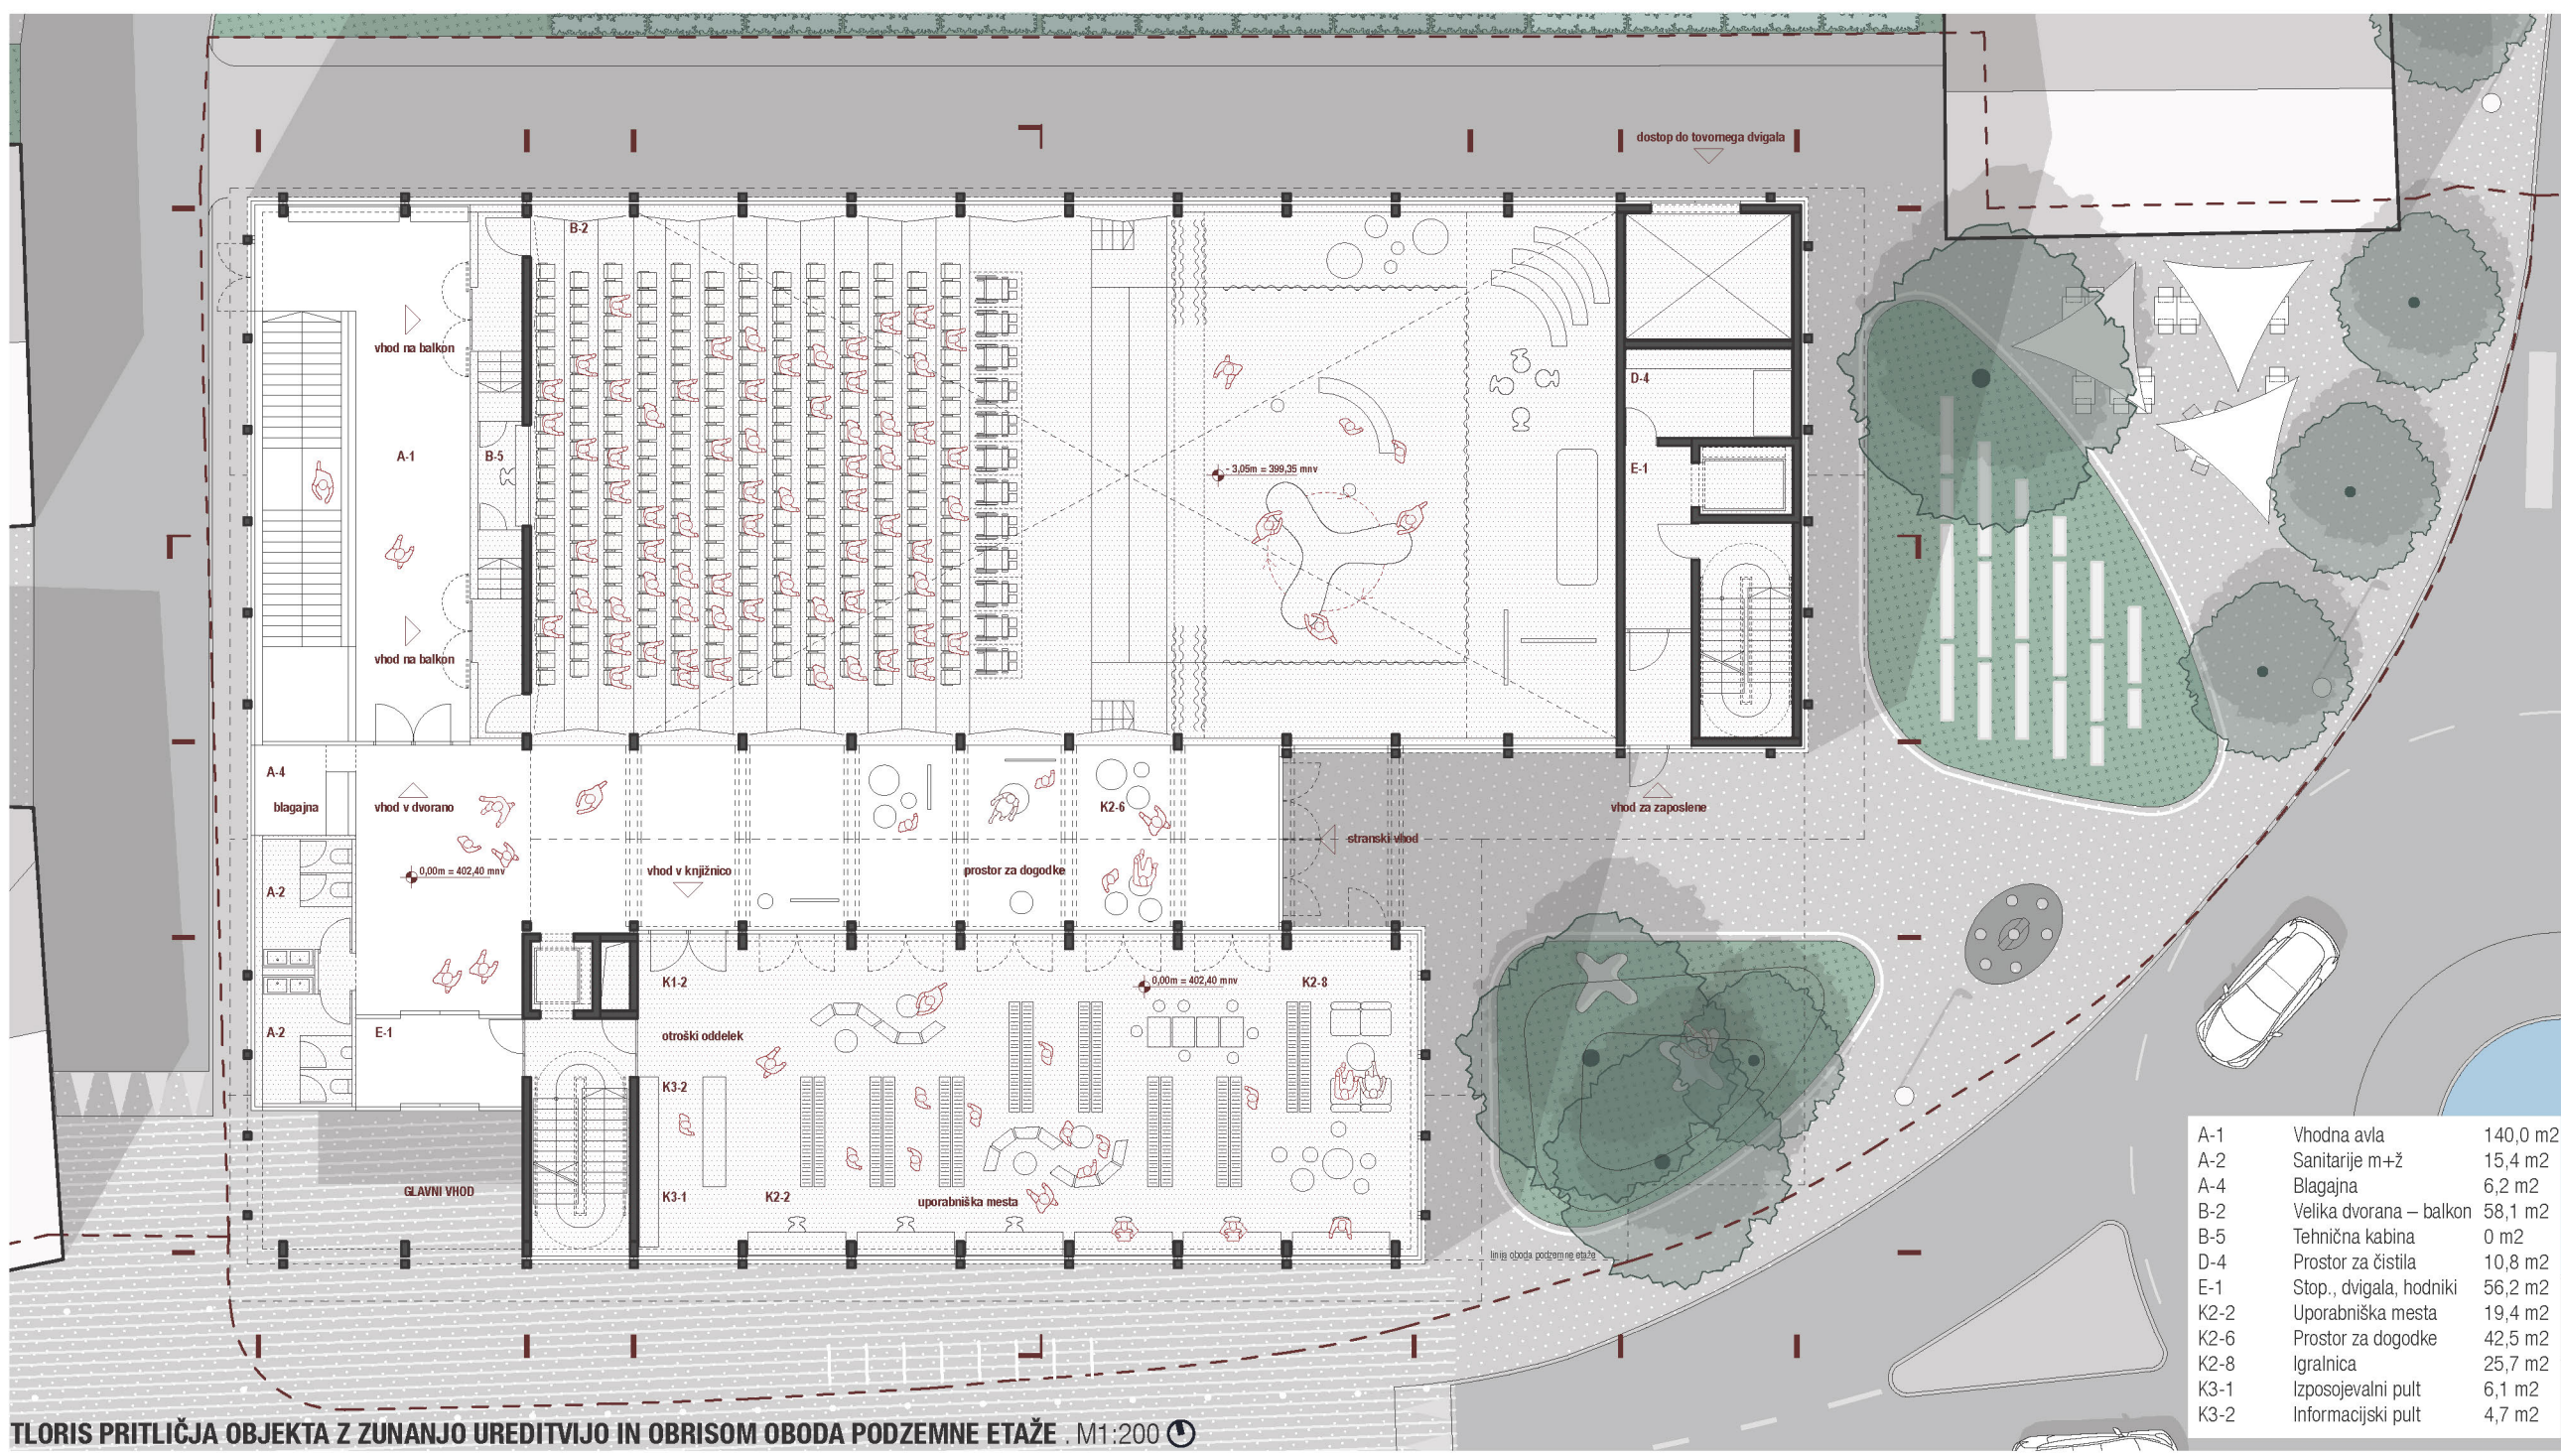 dostop do tovornega dvigala
B-2
vhod na balkon
D-4
A-1
B-5
E-1
- 3,05m = 399,35 mnv
vhod na balkon
A-4
blagajna
vhod v dvorano
K2-6
vhod za zaposlene
stranski vhod
0,00m = 402,40 mnv
vhod v knjižnico
prostor za dogodke
A-2
K1-2
0,00m = 402,40 mnv
K2-8
A-2
E-1
otroški oddelek
K3-2
GLAVNI VHOD
K3-1
K2-2
uporabniška mesta
linija oboda podzemne etaže
A-1 Vhodna avla 140,0 m2
A-2 Sanitarije m+ž 15,4 m2
A-4 Blagajna 6,2 m2
B-2 Velika dvorana – balkon 58,1 m2
B-5 Tehnična kabina 0 m2
D-4 Prostor za čistila 10,8 m2
E-1 Stop., dvigala, hodniki 56,2 m2
K2-2 Uporabniška mesta 19,4 m2
K2-6 Prostor za dogodke 42,5 m2
K2-8 Igralnica 25,7 m2
K3-1 Izposojevalni pult 6,1 m2
K3-2 Informacijski pult 4,7 m2
TLORIS PRITLIČJA OBJEKTA Z ZUNANJO UREDITVIJO IN OBRISOM OBODA PODZEMNE ETAŽE . M1:200